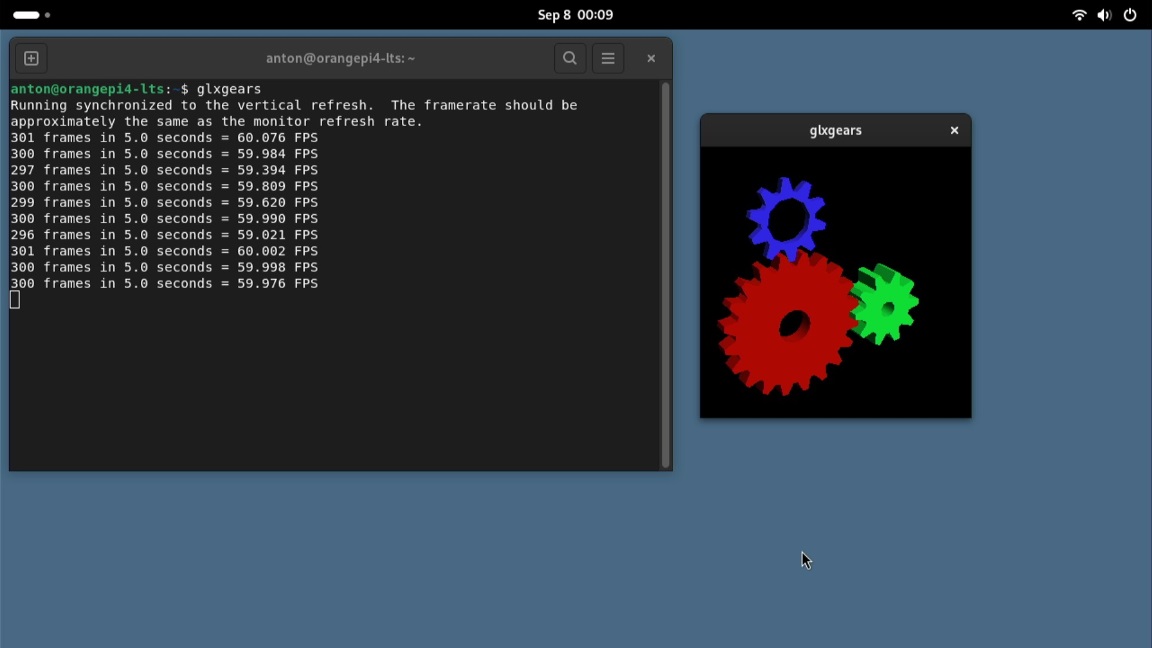 Sep 8 00:09
anton@orangepi4-lts: ~
anton@orangepi4-lts:~$ glxgears
Running synchronized to the vertical refresh.  The framerate should be
approximately the same as the monitor refresh rate.
301 frames in 5.0 seconds = 60.076 FPS
300 frames in 5.0 seconds = 59.984 FPS
297 frames in 5.0 seconds = 59.394 FPS
300 frames in 5.0 seconds = 59.809 FPS
299 frames in 5.0 seconds = 59.620 FPS
300 frames in 5.0 seconds = 59.990 FPS
296 frames in 5.0 seconds = 59.021 FPS
301 frames in 5.0 seconds = 60.002 FPS
300 frames in 5.0 seconds = 59.998 FPS
300 frames in 5.0 seconds = 59.976 FPS
glxgears